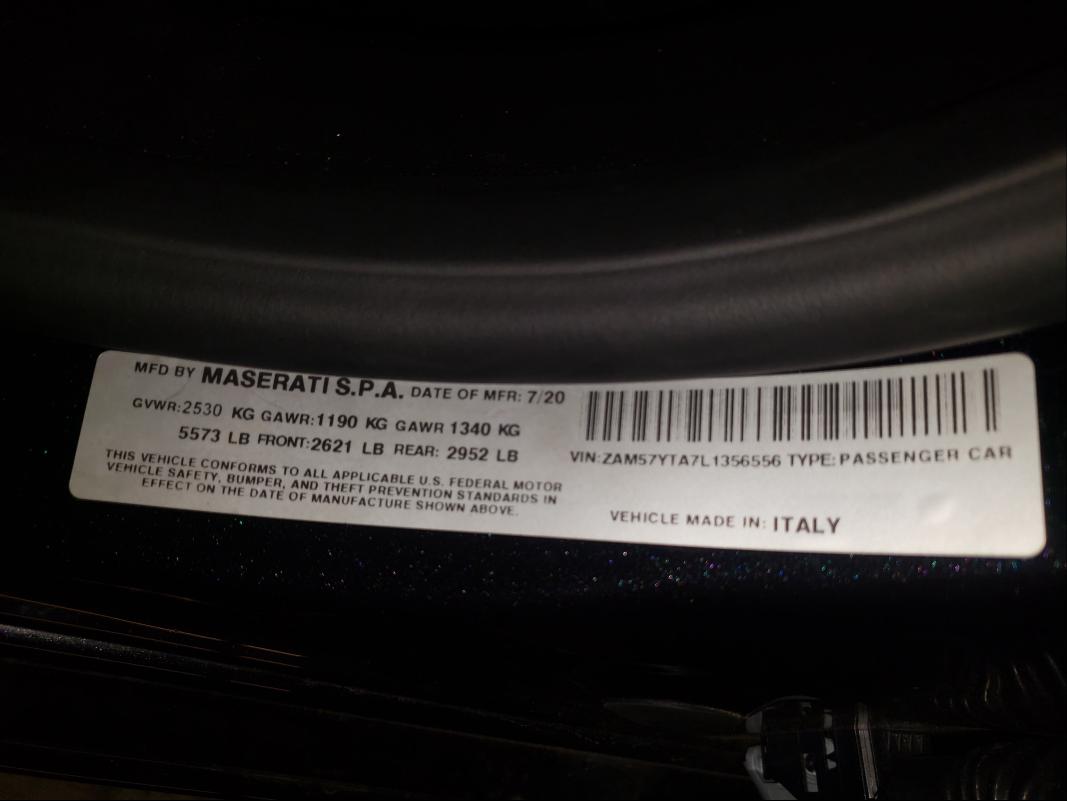 MFD BY MASERATI S.P.A. DATE OF MFR: 7/20
GVWR:2530 KG GAWR:1190 KG GAWR 1340 KG
5573 LB FRONT:2621 LB REAR: 2952 LB
THIS VEHICLE CONFORMS TO ALL APPLICABLE U.S. FEDERAL MOTOR
VEHICLE SAFETY, BUMPER, AND THEFT PREVENTION STANDARDS IN
EFFECT ON THE DATE OF MANUFACTURE SHOWN ABOVE.
VIN:ZAM57YTA7L1356556 TYPE:PASSENGER CAR
VEHICLE MADE IN: ITALY